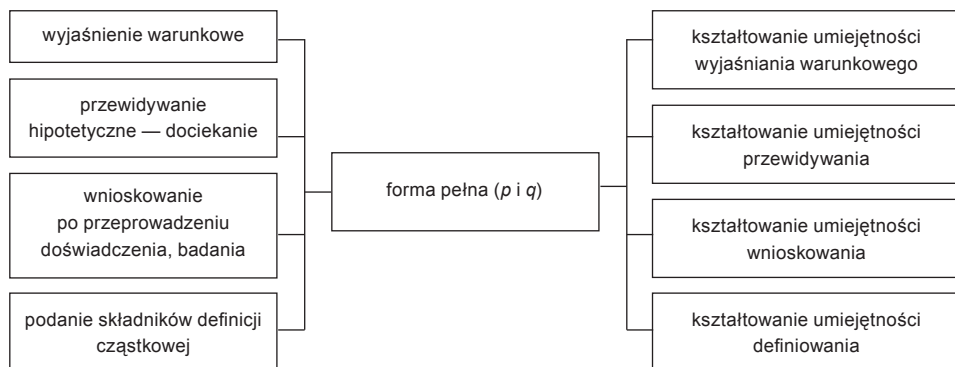 wyjaśnienie warunkowe
przewidywanie
hipotetyczne — dociekanie
wnioskowanie
po przeprowadzeniu
doświadczenia, badania
podanie składników definicji
cząstkowej
forma pełna (p i q)
kształtowanie umiejętności
wyjaśniania warunkowego
kształtowanie umiejętności
przewidywania
kształtowanie umiejętności
wnioskowania
kształtowanie umiejętności
definiowania